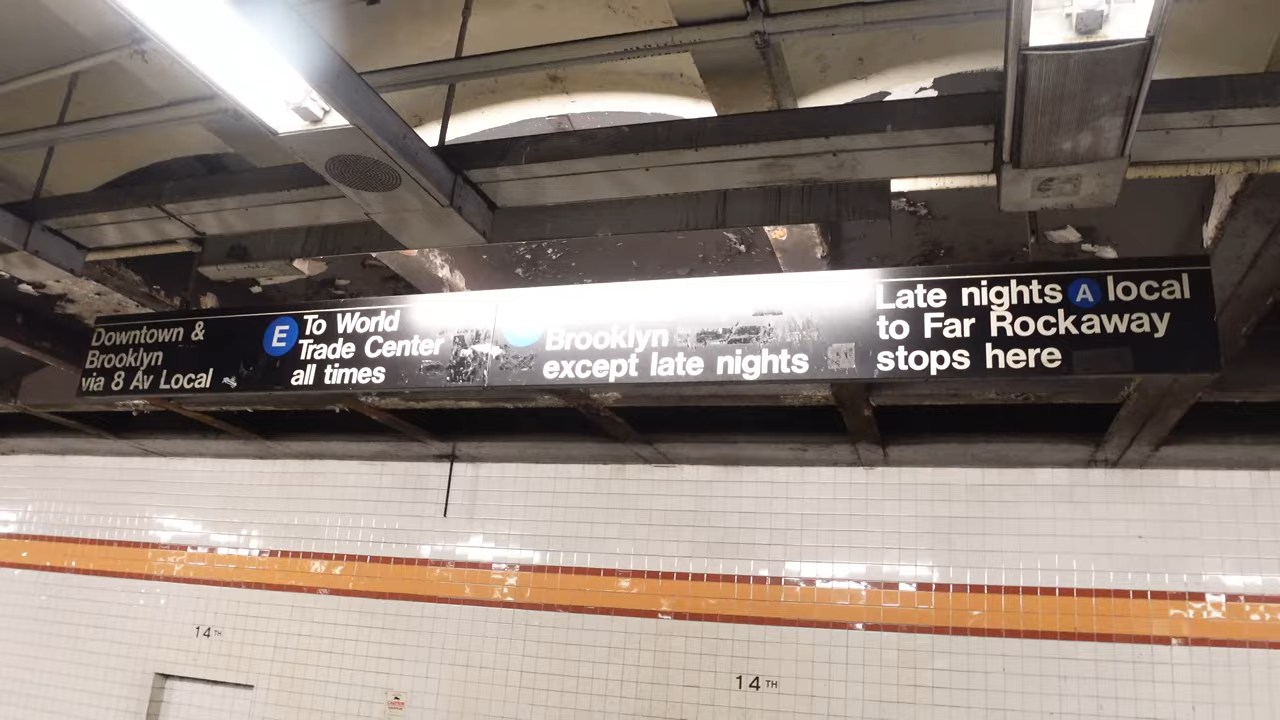 Downtown &
Brooklyn
via 8 Av Local
E To World
Trade Center
all times
Brooklyn
except late nights
Late nights A local
to Far Rockaway
stops here
14TH
14TH
CAUTION